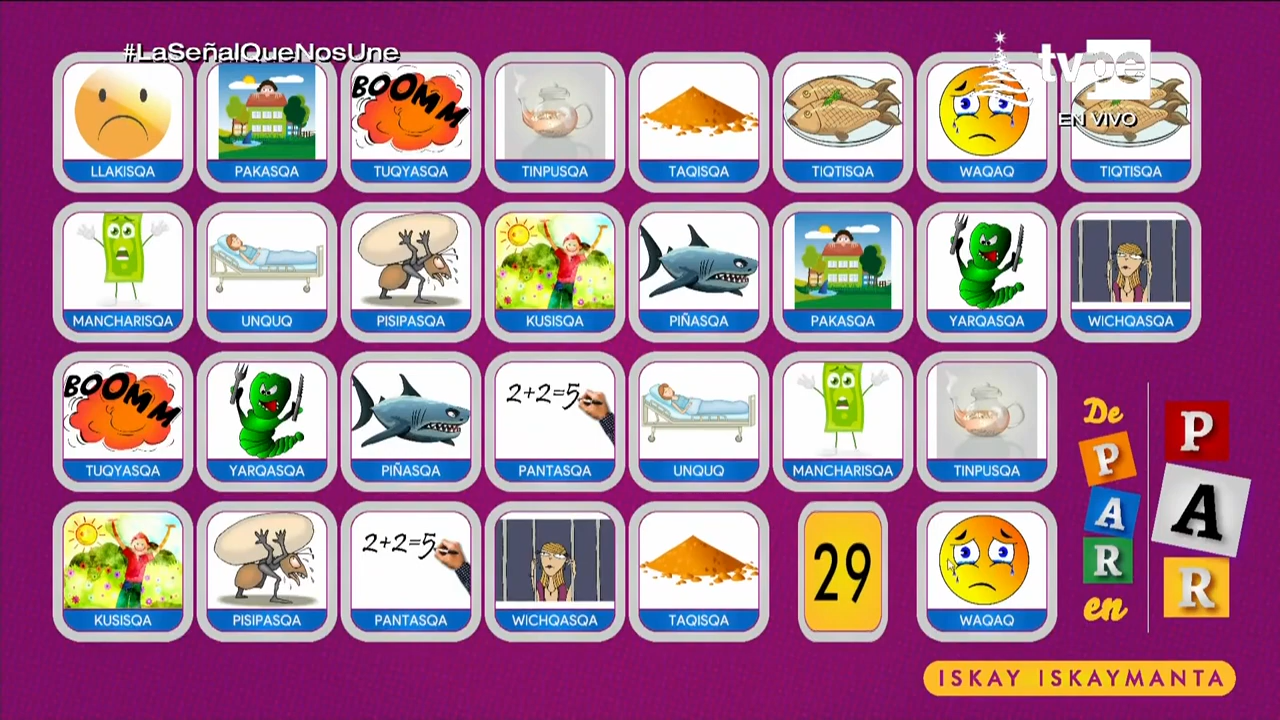 #LaSeñalQueNosUne
tvpe
EN VIVO
BOOMM
LLAKISQA PAKASQA TUQYASQA TINPUSQA TAQISQA TIQTISQA WAQAQ TIQTISQA
MANCHARISQA UNQUQ PISIPASQA KUSISQA PIÑASQA PAKASQA YARQASQA WICHQASQA
BOOMM
2+2=5
TUQYASQA YARQASQA PIÑASQA PANTASQA UNQUQ MANCHARISQA TINPUSQA
2+2=5
29
KUSISQA PISIPASQA PANTASQA WICHQASQA TAQISQA WAQAQ
De
PAR
en
PAR
ISKAY ISKAYMANTA